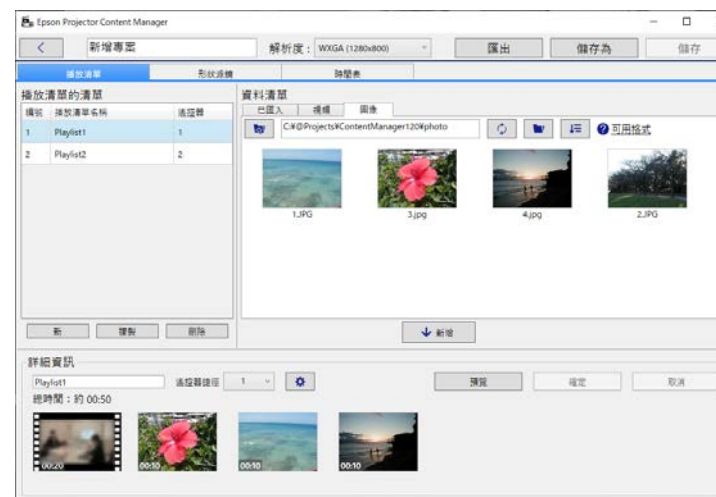 Epson Projector Content Manager
新增專案
解析度： WXGA (1280x800)
匯出
儲存為
儲存
播放清單
形狀濾鏡
時間表
播放清單的清單
編號 播放清單名稱 遙控器
1 Playlist1 1
2 Playlist2 2
新 複製 刪除
資料清單
已匯入 視頻 圖像
C:¥@Projects¥ContentManager120¥photo
可用格式
1.JPG 3.jpg 4.jpg 2.JPG
新增
詳細資訊
Playlist1 遙控器捷徑 1
預覽 確定 取消
總時間：約 00:50
00:20 00:10 00:10 00:10